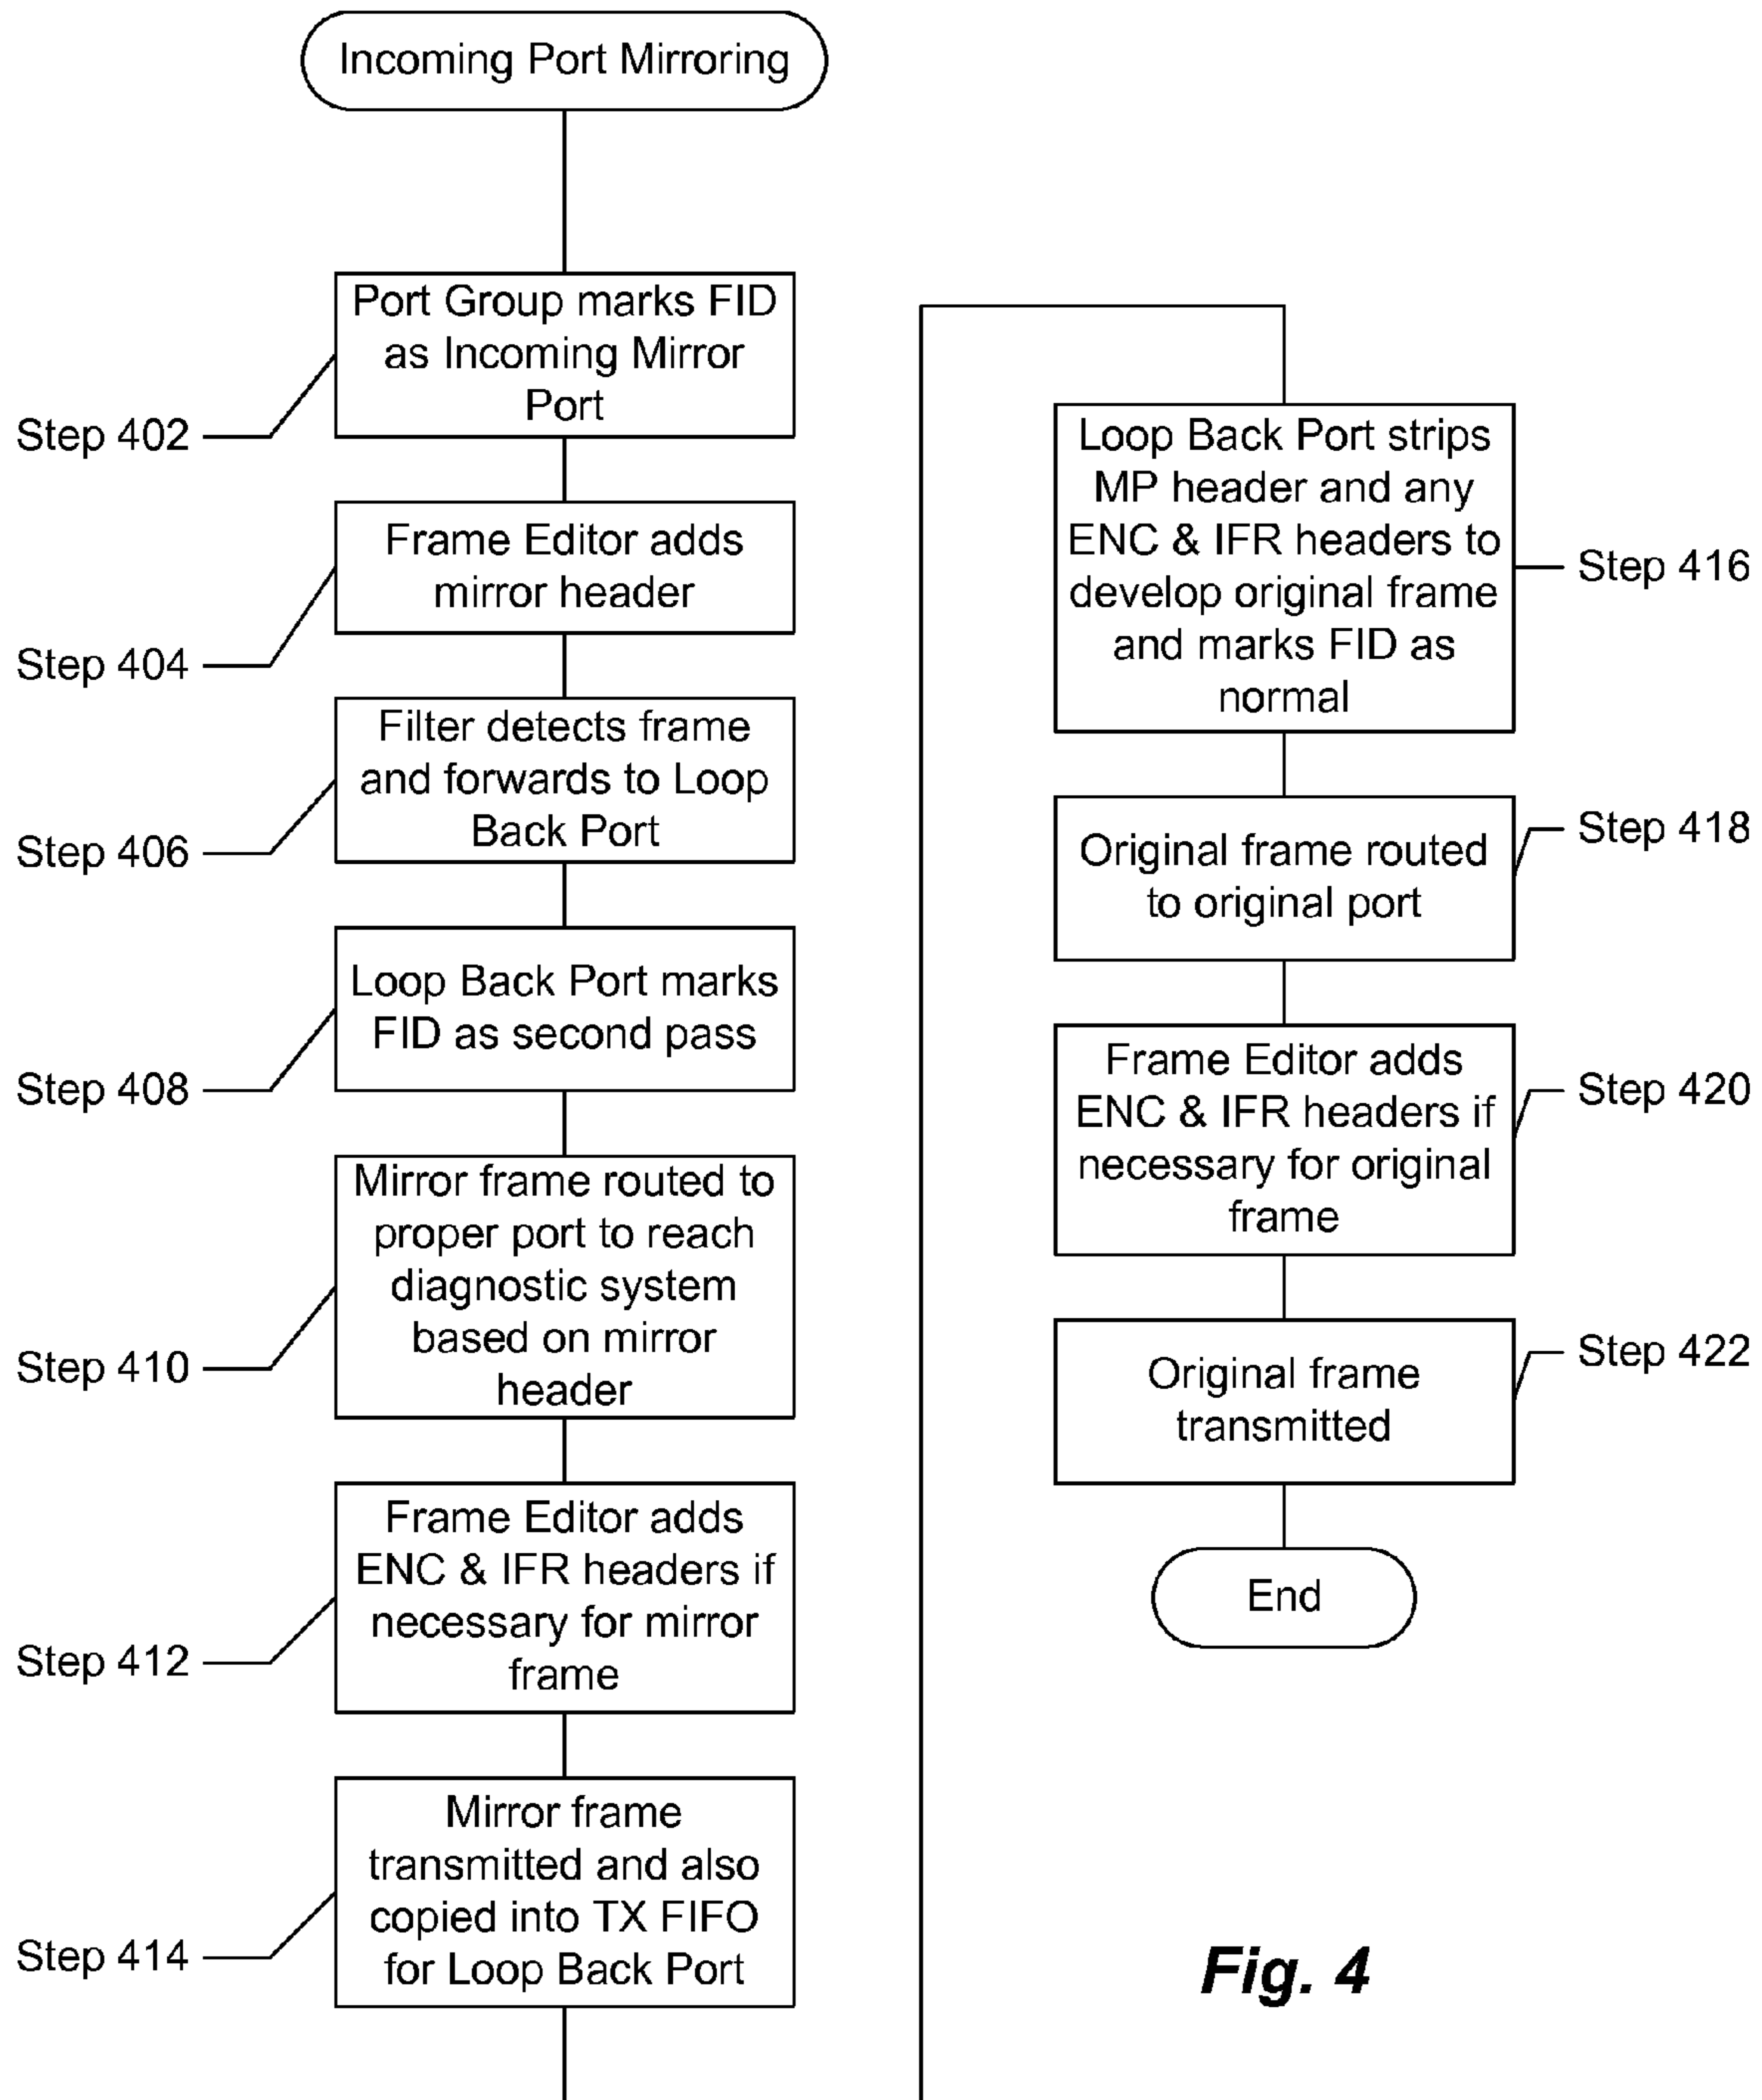 Incoming Port Mirroring
Port Group marks FID
as Incoming Mirror
Port
Step 402
Frame Editor adds
mirror header
Step 404
Filter detects frame
and forwards to Loop
Back Port
Step 406
Loop Back Port marks
FID as second pass
Step 408
Mirror frame routed to
proper port to reach
diagnostic system
based on mirror
header
Step 410
Frame Editor adds
ENC & IFR headers if
necessary for mirror
frame
Step 412
Mirror frame
transmitted and also
copied into TX FIFO
for Loop Back Port
Step 414
Loop Back Port strips
MP header and any
ENC & IFR headers to
develop original frame
and marks FID as
normal
Step 416
Original frame routed
to original port
Step 418
Frame Editor adds
ENC & IFR headers if
necessary for original
frame
Step 420
Original frame
transmitted
Step 422
End
Fig. 4